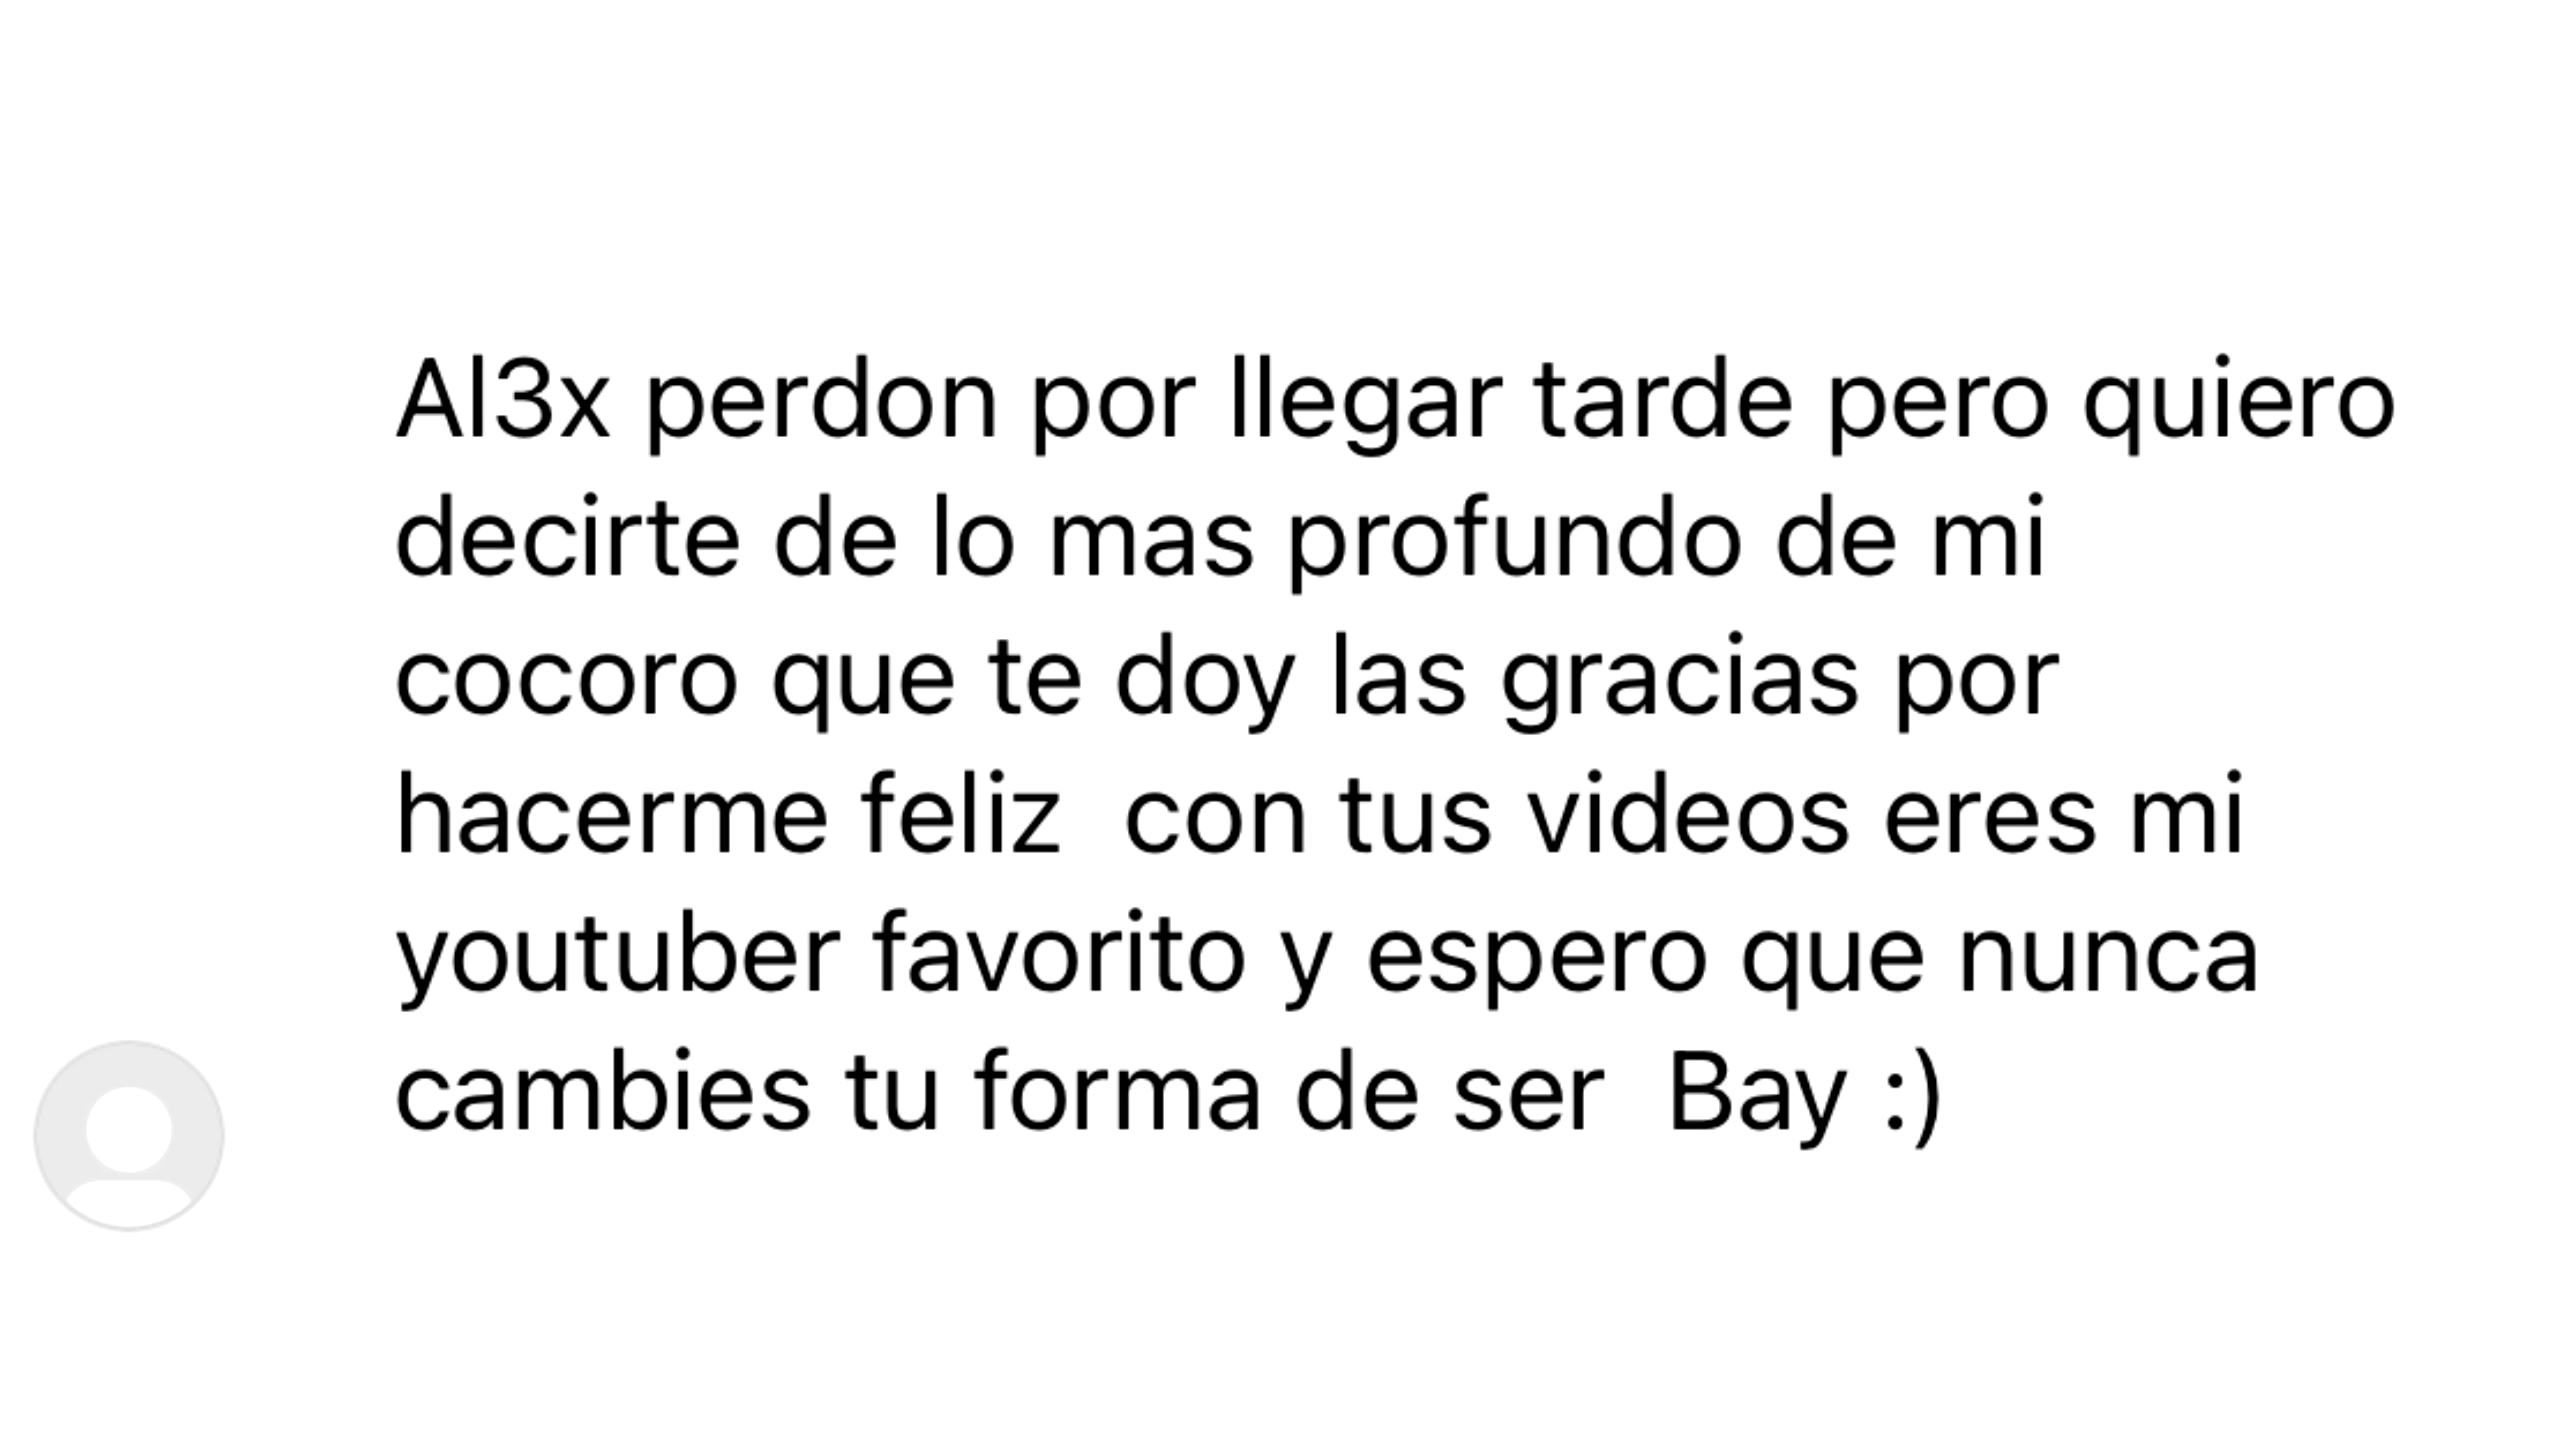 Al3x perdon por llegar tarde pero quiero
decirte de lo mas profundo de mi
cocoro que te doy las gracias por
hacerme feliz  con tus videos eres mi
youtuber favorito y espero que nunca
cambies tu forma de ser  Bay :)